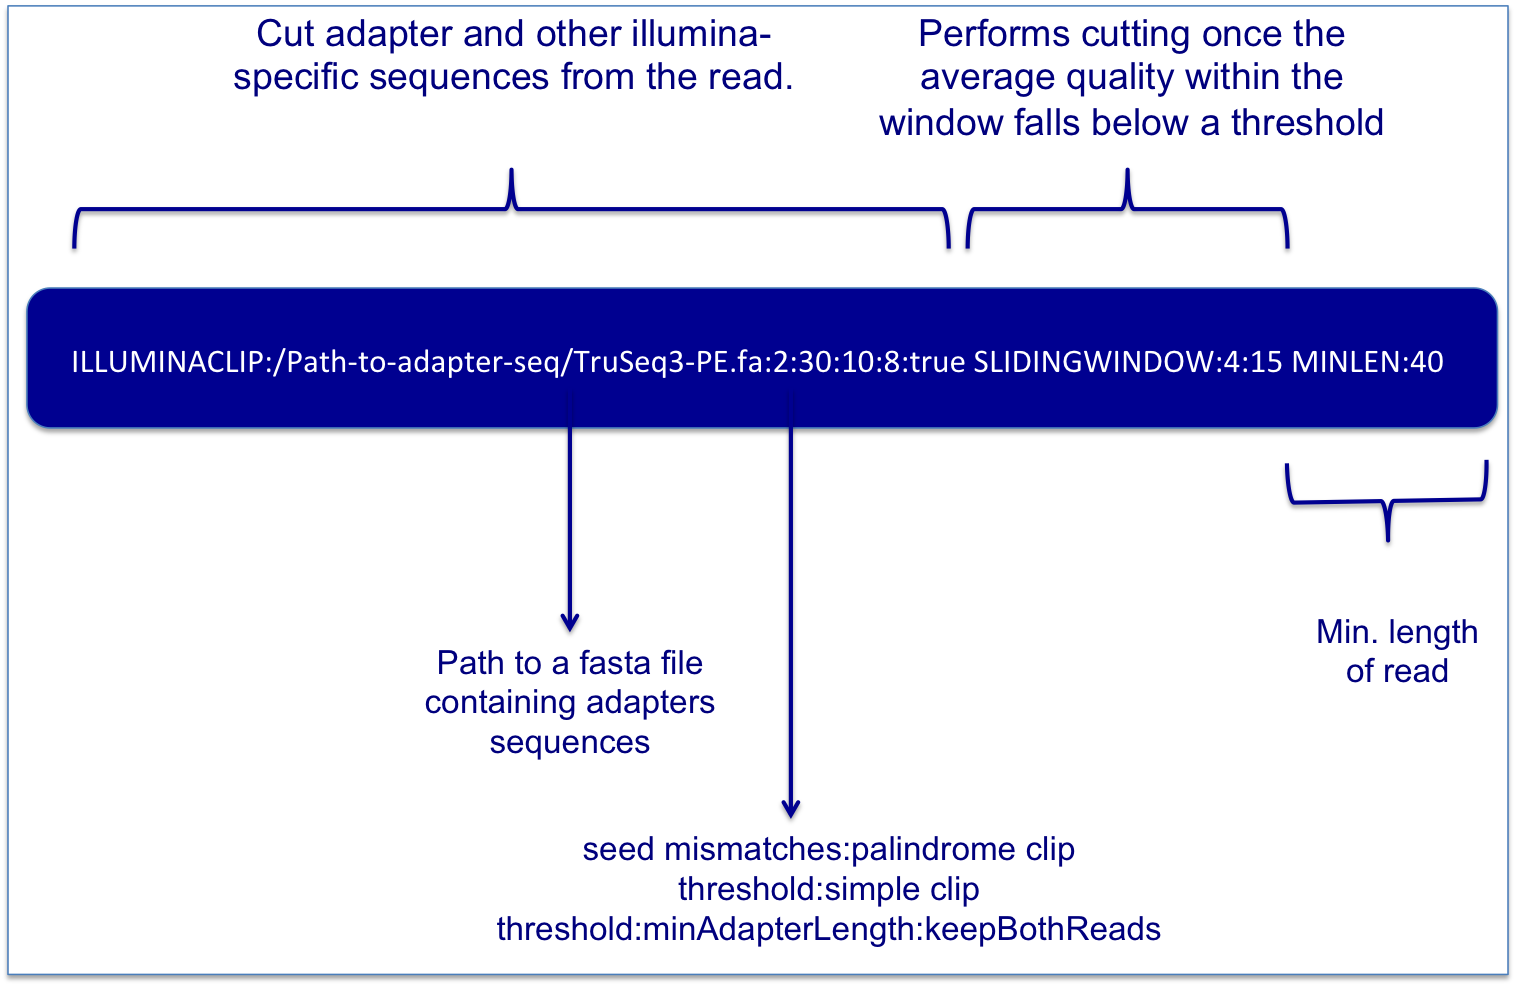 Cut adapter and other illumina-
specific sequences from the read.
Performs cutting once the
average quality within the
window falls below a threshold
ILLUMINACLIP:/Path-to-adapter-seq/TruSeq3-PE.fa:2:30:10:8:true SLIDINGWINDOW:4:15 MINLEN:40
Path to a fasta file
containing adapters
sequences
Min. length
of read
seed mismatches:palindrome clip
threshold:simple clip
threshold:minAdapterLength:keepBothReads